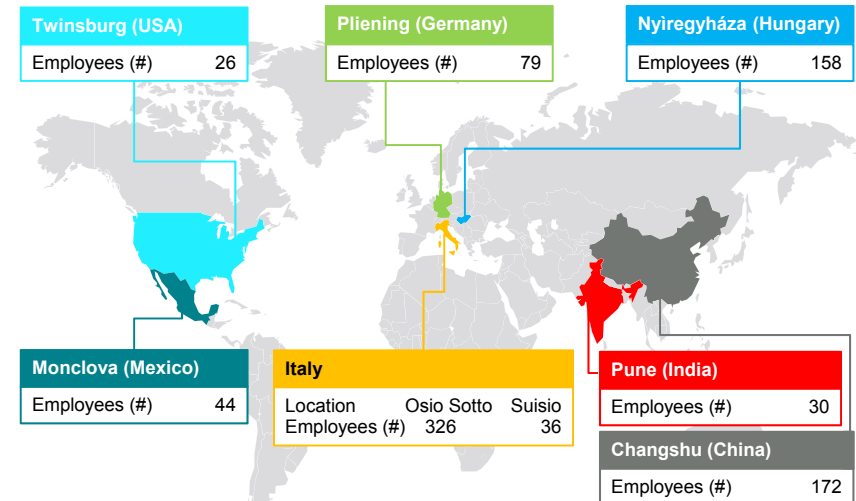 Twinsburg (USA)
Employees (#) 26
Pliening (Germany)
Employees (#) 79
Nyìregyháza (Hungary)
Employees (#) 158
Monclova (Mexico)
Employees (#) 44
Italy
Location Osio Sotto Suisio
Employees (#) 326 36
Pune (India)
Employees (#) 30
Changshu (China)
Employees (#) 172